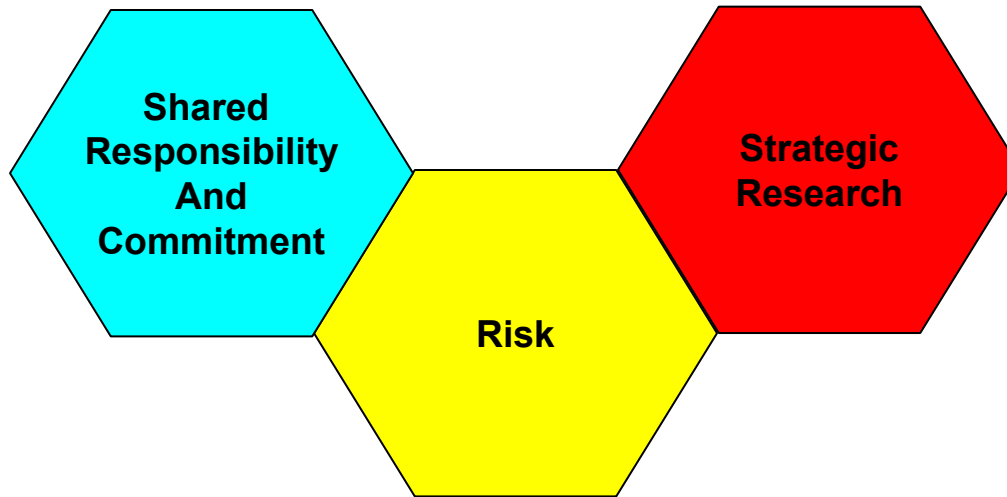 Shared
Responsibility
And
Commitment
Strategic
Research
Risk